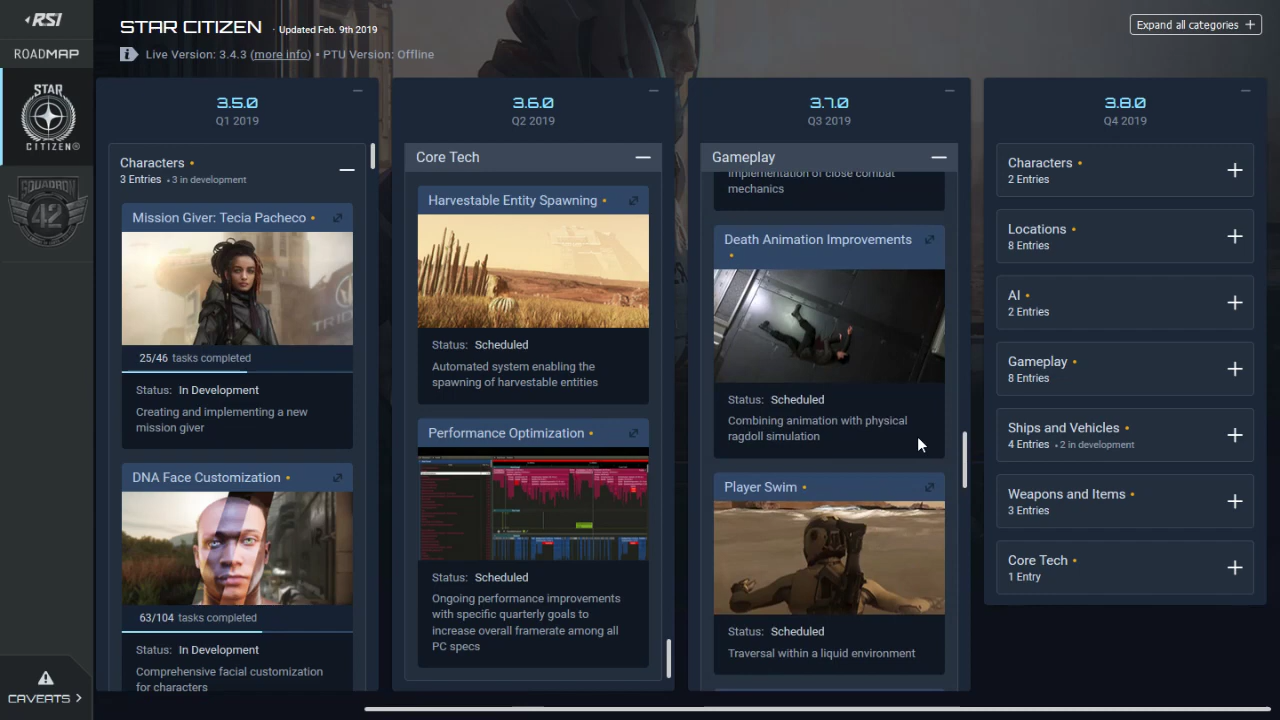 RSI
STAR CITIZEN · Updated Feb. 9th 2019
Expand all categories +
ROADMAP
Live Version: 3.4.3 (more info) • PTU Version: Offline
STAR
CITIZEN®
SQUADRON
42
CAVEATS >
3.5.0
Q1 2019
Characters •
3 Entries • 3 in development
Mission Giver: Tecia Pacheco •
25/46 tasks completed
Status: In Development
Creating and implementing a new
mission giver
DNA Face Customization •
63/104 tasks completed
Status: In Development
Comprehensive facial customization
for characters
3.6.0
Q2 2019
Core Tech
Harvestable Entity Spawning •
Status: Scheduled
Automated system enabling the
spawning of harvestable entities
Performance Optimization •
Status: Scheduled
Ongoing performance improvements
with specific quarterly goals to
increase overall framerate among all
PC specs
3.7.0
Q3 2019
Gameplay
Implementation of close combat
mechanics
Death Animation Improvements
•
Status: Scheduled
Combining animation with physical
ragdoll simulation
Player Swim •
Status: Scheduled
Traversal within a liquid environment
3.8.0
Q4 2019
Characters •
2 Entries
Locations •
8 Entries
AI •
2 Entries
Gameplay •
8 Entries
Ships and Vehicles •
4 Entries • 2 in development
Weapons and Items •
3 Entries
Core Tech •
1 Entry